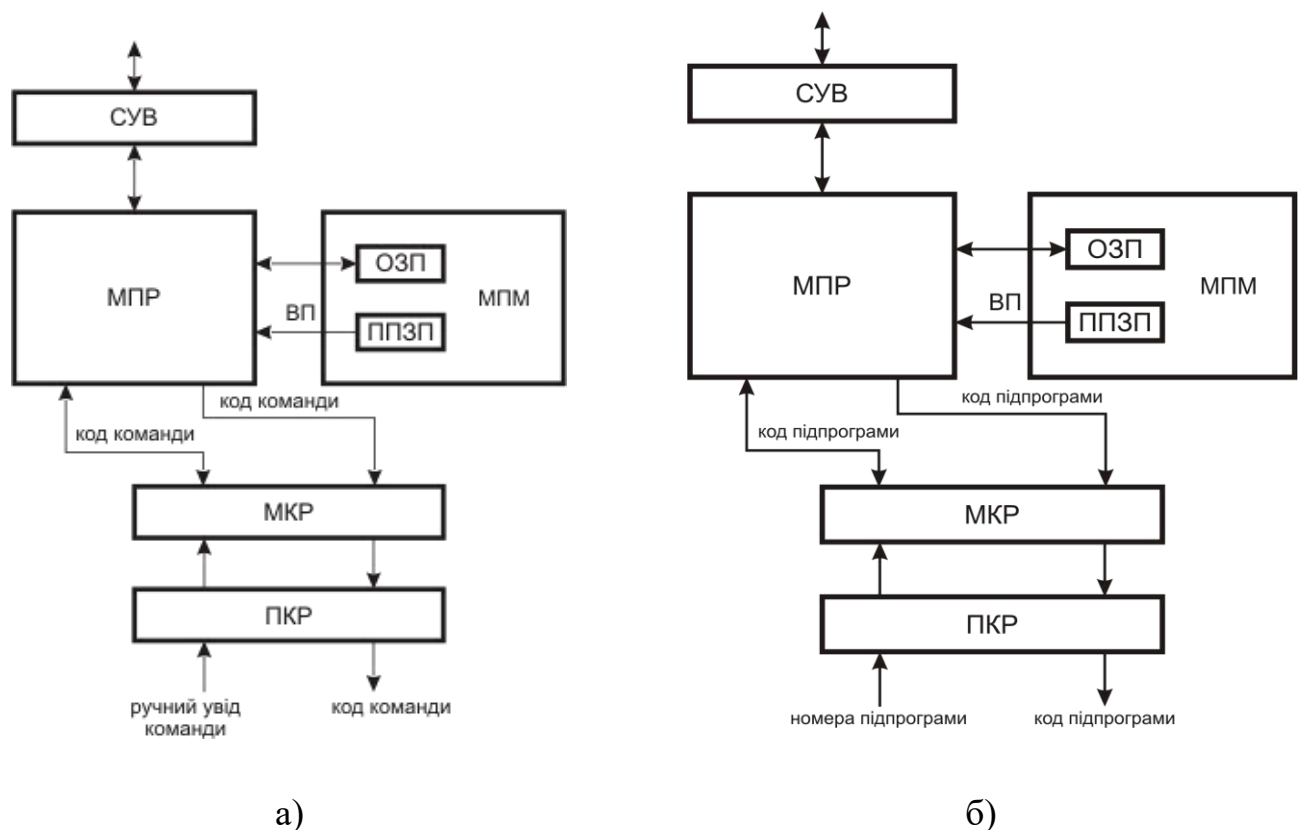 СУВ
МПР
ОЗП
МПМ
ВП
ППЗП
код команди
код команди
МКР
ПКР
ручний увід
команди
код команди
а)
СУВ
МПР
ОЗП
МПМ
ВП
ППЗП
код підпрограми
код підпрограми
МКР
ПКР
номера підпрограми
код підпрограми
б)